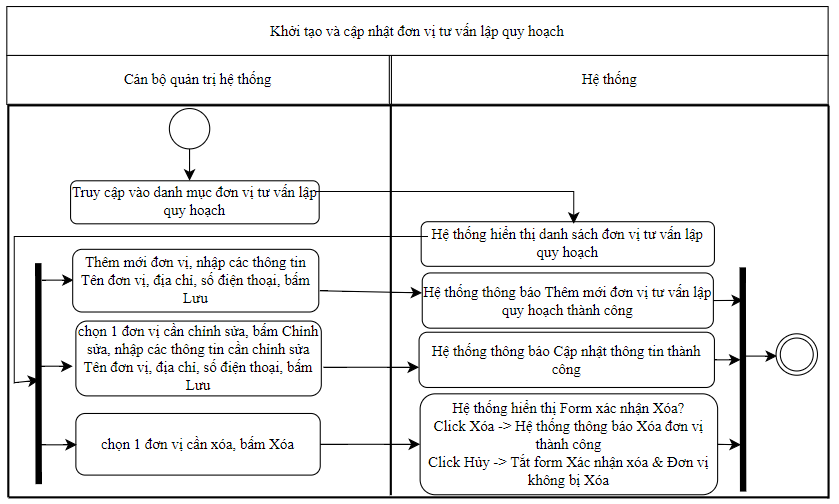 Khởi tạo và cập nhật đơn vị tư vấn lập quy hoạch
Cán bộ quản trị hệ thống
Hệ thống
Truy cập vào danh mục đơn vị tư vấn lập
quy hoạch
Hệ thống hiển thị danh sách đơn vị tư vấn lập
quy hoạch
Thêm mới đơn vị, nhập các thông tin
Tên đơn vị, địa chỉ, số điện thoại, bấm
Lưu
Hệ thống thông báo Thêm mới đơn vị tư vấn lập
quy hoạch thành công
chọn 1 đơn vị cần chỉnh sửa, bấm Chỉnh
sửa, nhập các thông tin cần chỉnh sửa
Tên đơn vị, địa chỉ, số điện thoại, bấm
Lưu
Hệ thống thông báo Cập nhật thông tin thành
công
chọn 1 đơn vị cần xóa, bấm Xóa
Hệ thống hiển thị Form xác nhận Xóa?
Click Xóa -> Hệ thống thông báo Xóa đơn vị
thành công
Click Hủy -> Tắt form Xác nhận xóa & Đơn vị
không bị Xóa